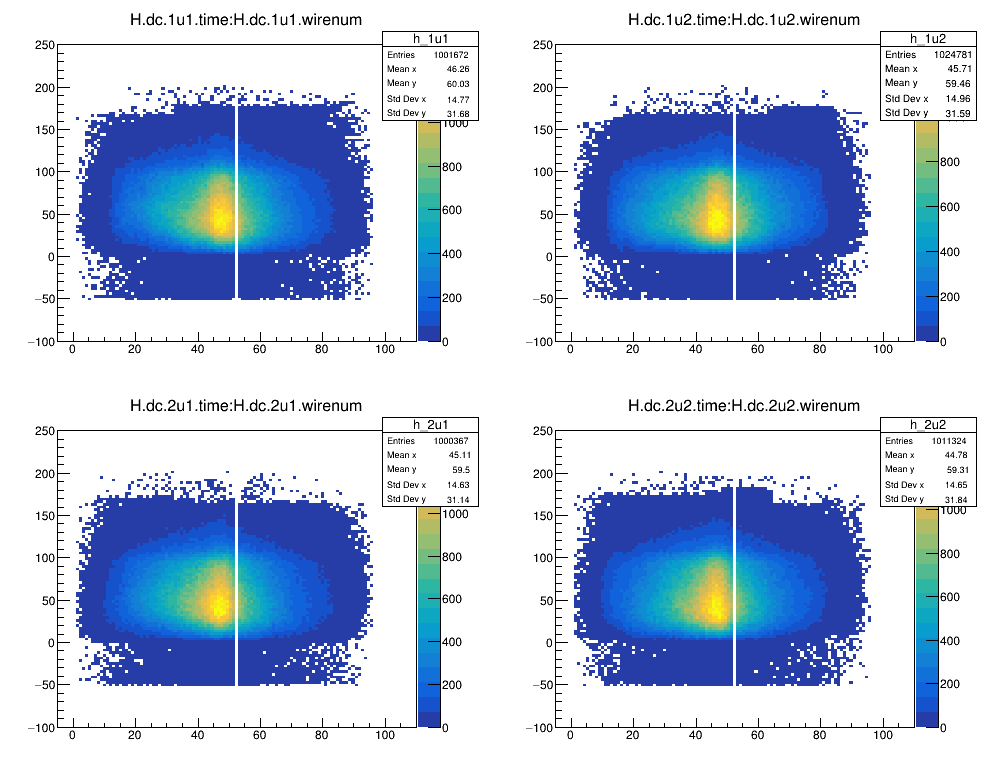 H.dc.1u1.time:H.dc.1u1.wirenum
h_1u1
Entries 1001672
Mean x 46.26
Mean y 60.03
Std Dev x 14.77
Std Dev y 31.68
250
200
150
100
50
0
−50
−100
0 20 40 60 80 100
1000
800
600
400
200
0
H.dc.1u2.time:H.dc.1u2.wirenum
h_1u2
Entries 1024781
Mean x 45.71
Mean y 59.46
Std Dev x 14.96
Std Dev y 31.59
250
200
150
100
50
0
−50
−100
0 20 40 60 80 100
800
600
400
200
0
H.dc.2u1.time:H.dc.2u1.wirenum
h_2u1
Entries 1000367
Mean x 45.11
Mean y 59.5
Std Dev x 14.63
Std Dev y 31.14
250
200
150
100
50
0
−50
−100
0 20 40 60 80 100
1000
800
600
400
200
0
H.dc.2u2.time:H.dc.2u2.wirenum
h_2u2
Entries 1011324
Mean x 44.78
Mean y 59.31
Std Dev x 14.65
Std Dev y 31.84
250
200
150
100
50
0
−50
−100
0 20 40 60 80 100
1000
800
600
400
200
0